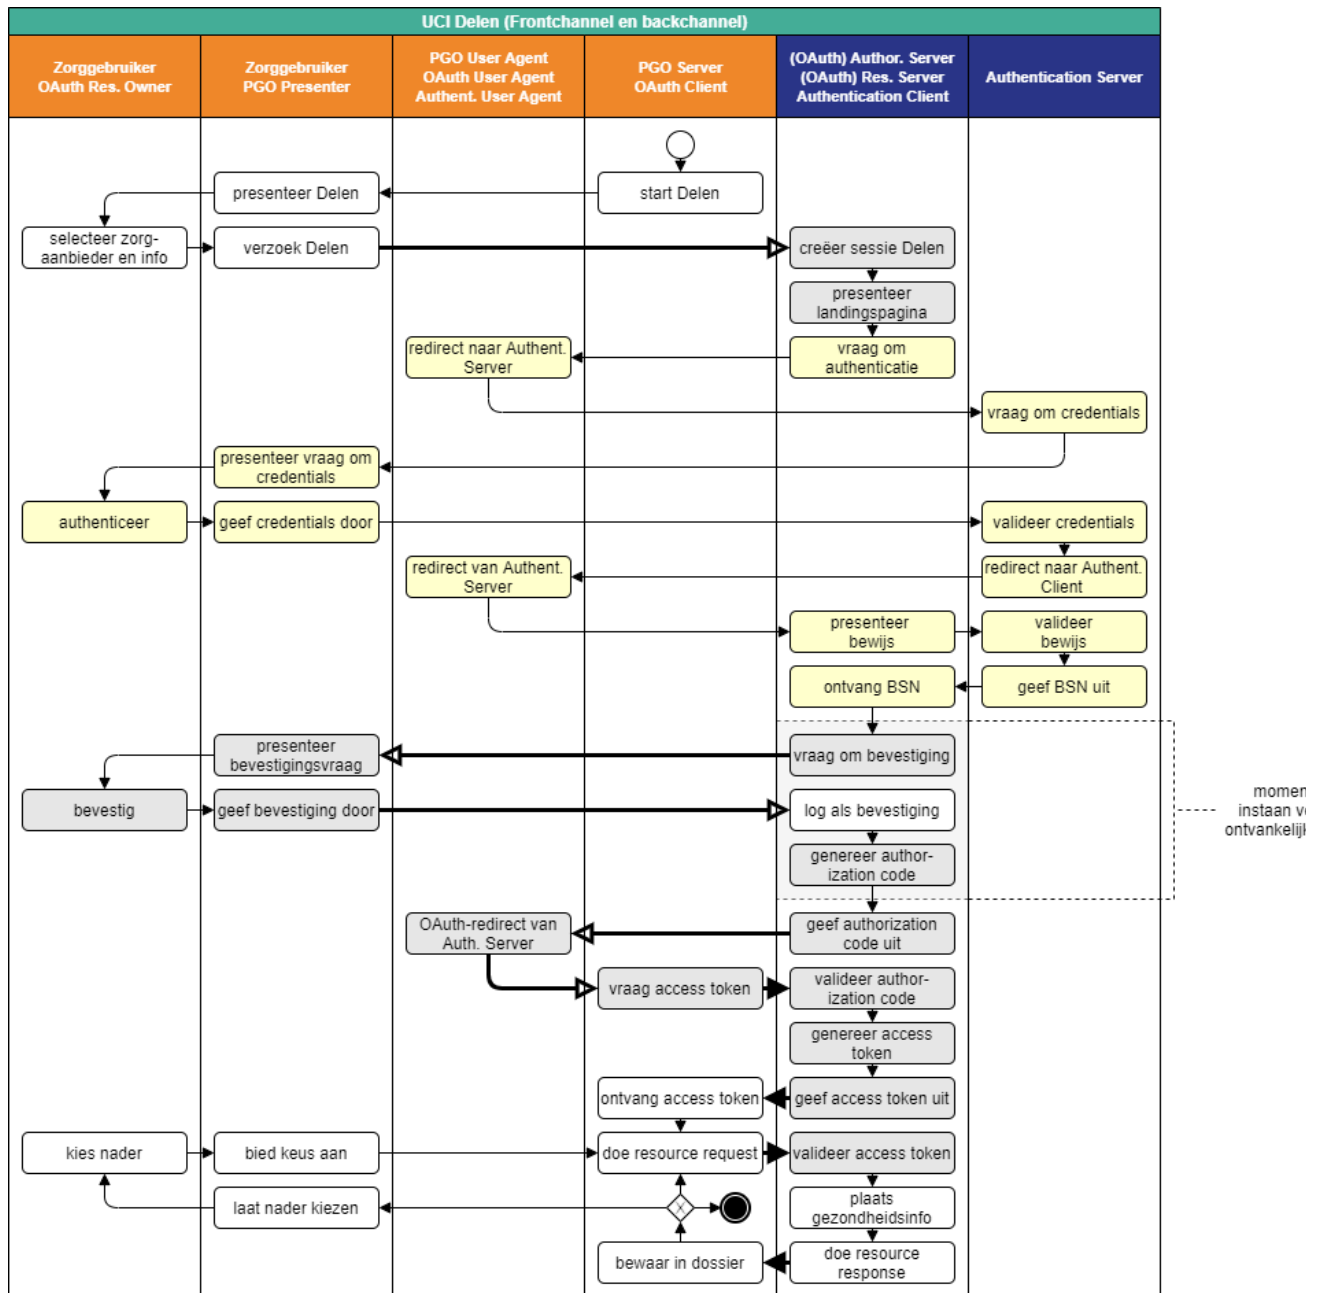 UCI Delen (Frontchannel en backchannel)
Zorggebruiker
OAuth Res. Owner
Zorggebruiker
PGO Presenter
PGO User Agent
OAuth User Agent
Authent. User Agent
PGO Server
OAuth Client
(OAuth) Author. Server
(OAuth) Res. Server
Authentication Client
Authentication Server
presenteer Delen
start Delen
selecteer zorg-
aanbieder en info
verzoek Delen
creëer sessie Delen
presenteer
landingspagina
redirect naar Authent.
Server
vraag om
authenticatie
vraag om credentials
presenteer vraag om
credentials
authenticeer
geef credentials door
valideer credentials
redirect van Authent.
Server
redirect naar Authent.
Client
presenteer
bewijs
valideer
bewijs
ontvang BSN
geef BSN uit
presenteer
bevestigingsvraag
vraag om bevestiging
bevestig
geef bevestiging door
log als bevestiging
momen
instaan v
ontvankelij
genereer author-
ization code
OAuth-redirect van
Auth. Server
geef authorization
code uit
vraag access token
valideer author-
ization code
genereer access
token
ontvang access token
geef access token uit
kies nader
bied keus aan
doe resource request
valideer access token
laat nader kiezen
X
plaats
gezondheidsinfo
bewaar in dossier
doe resource
response